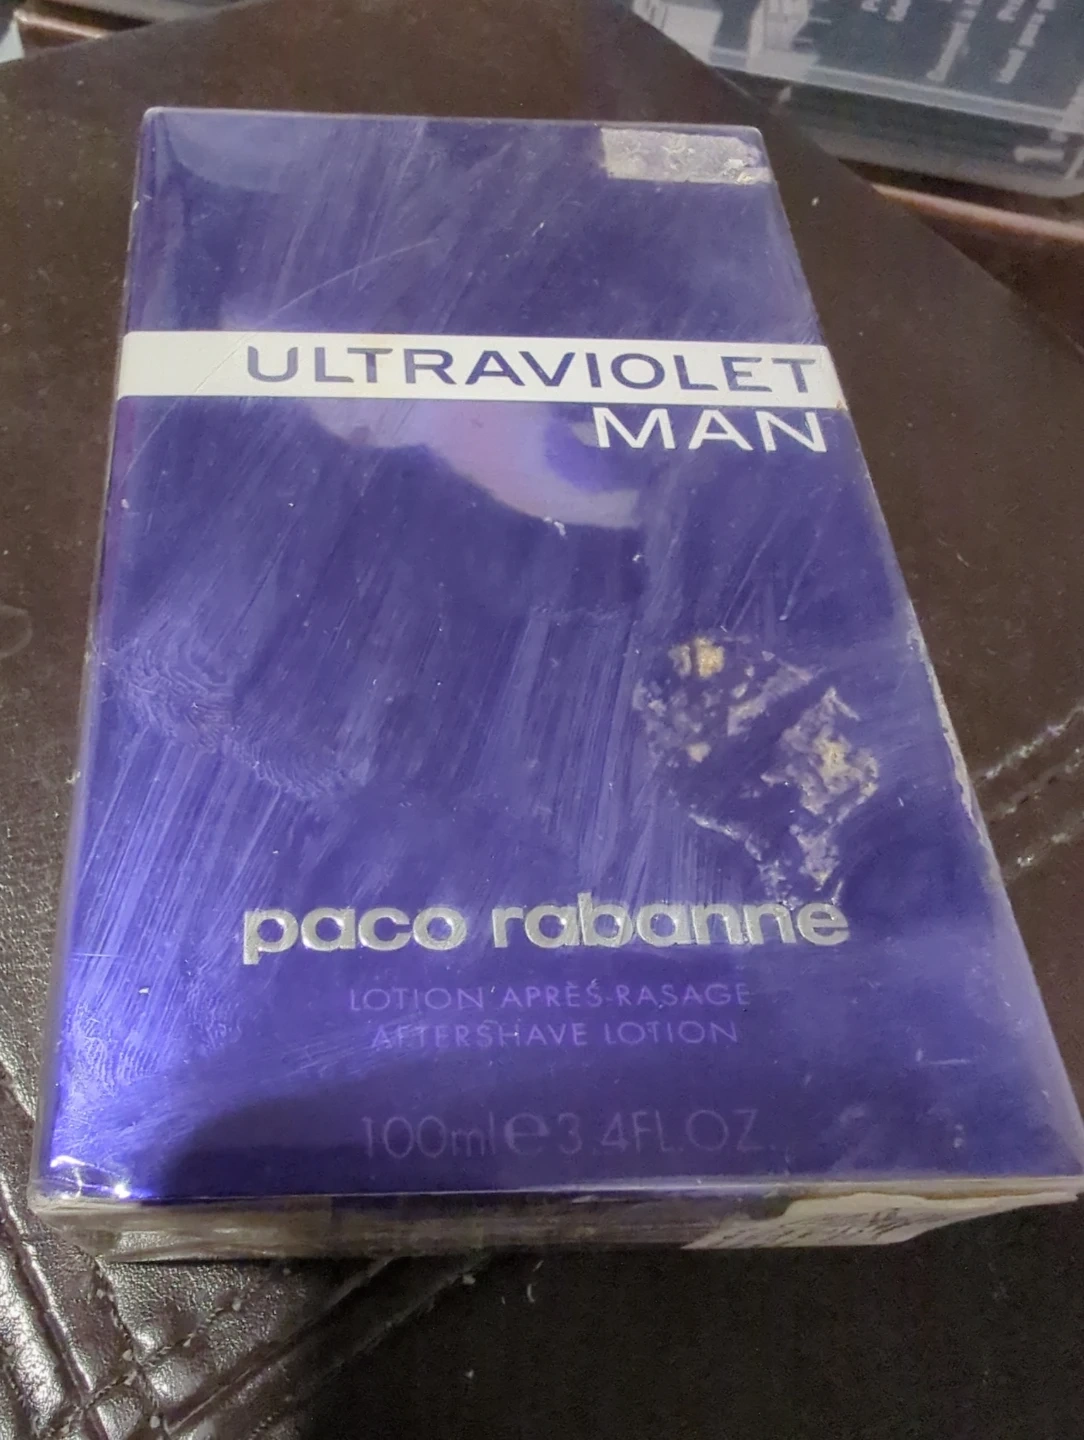 ULTRAVIOLET
MAN
paco rabanne
LOTION APRÈS-RASAGE
AFTERSHAVE LOTION
100ml e 3.4FL.OZ.